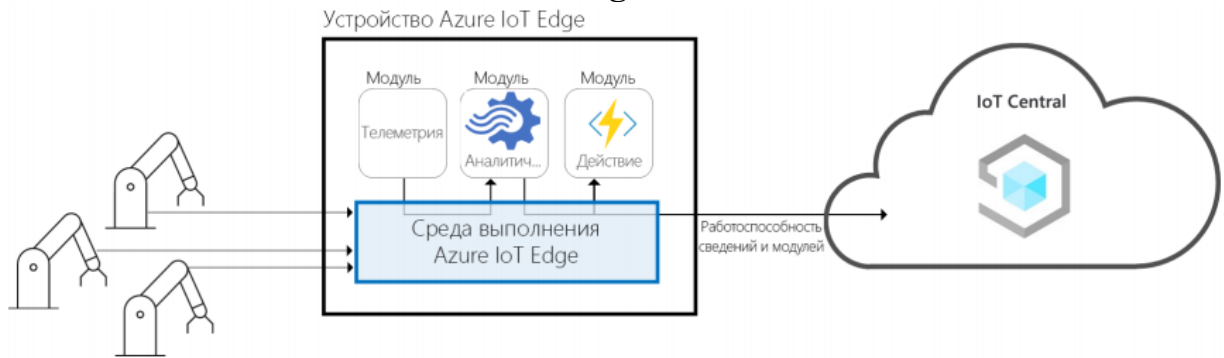 Устройство Azure IoT Edge
Модуль
Модуль
Модуль
Телеметрия
Аналитич...
Действие
Среда выполнения
Azure IoT Edge
Работоспособность
сведений и модулей
IoT Central